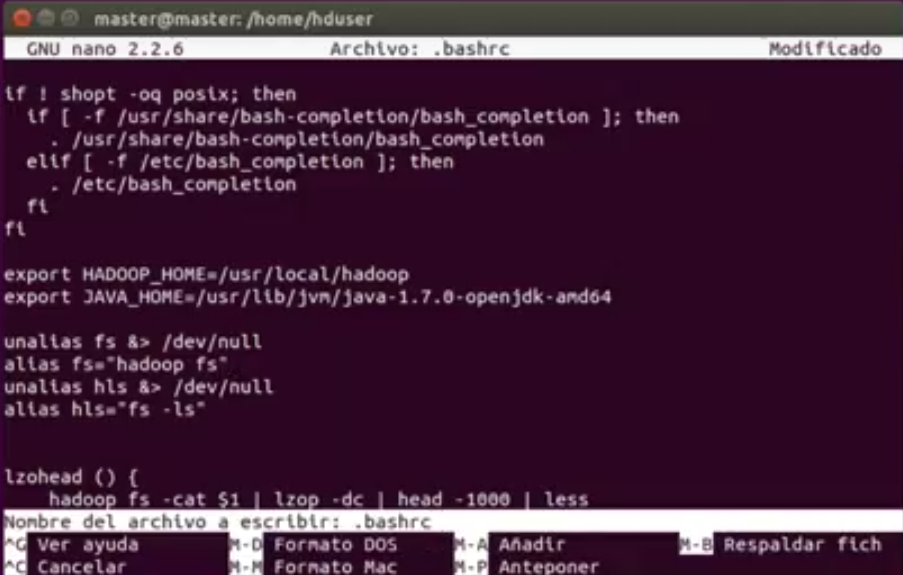 master@master: /home/hduser
GNU nano 2.2.6 Archivo: .bashrc Modificado
if ! shopt -oq posix; then
if [ -f /usr/share/bash-completion/bash_completion ]; then
. /usr/share/bash-completion/bash_completion
elif [ -f /etc/bash_completion ]; then
. /etc/bash_completion
fi
fi
export HADOOP_HOME=/usr/local/hadoop
export JAVA_HOME=/usr/lib/jvm/java-1.7.0-openjdk-amd64
unalias fs &> /dev/null
alias fs="hadoop fs"
unalias hls &> /dev/null
alias hls="fs -ls"
lzohead () {
hadoop fs -cat $1 | lzop -dc | head -1000 | less
Nombre del archivo a escribir: .bashrc
^G Ver ayuda M-D Formato DOS M-A Añadir M-B Respaldar fich
^C Cancelar M-M Formato Mac M-P Anteponer